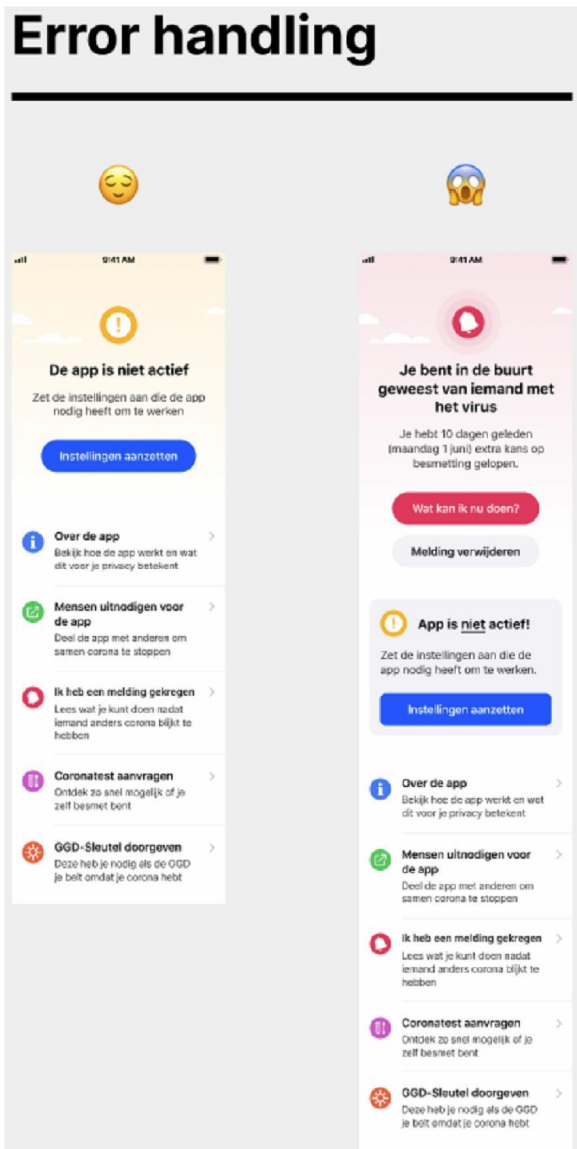 Error handling
9:41 AM
De app is niet actief
Zet de instellingen aan die de app
nodig heeft om te werken
Instellingen aanzetten
Over de app
Bekijk hoe de app werkt en wat
dit voor je privacy betekent
Mensen uitnodigen voor
de app
Deel de app met anderen om
samen corona te stoppen
Ik heb een melding gekregen
Lees wat je kunt doen nadat
iemand anders corona blijkt te
hebben
Coronatest aanvragen
Ontdek zo snel mogelijk of je
zelf besmet bent
GGD-Sleutel doorgeven
Deze heb je nodig als de GGD
je belt omdat je corona hebt
9:41 AM
Je bent in de buurt
geweest van iemand met
het virus
Je hebt 10 dagen geleden
(maandag 1 juni) extra kans op
besmetting gelopen.
Wat kan ik nu doen?
Melding verwijderen
App is niet actief!
Zet de instellingen aan die de
app nodig heeft om te werken.
Instellingen aanzetten
Over de app
Bekijk hoe de app werkt en wat
dit voor je privacy betekent
Mensen uitnodigen voor
de app
Deel de app met anderen om
samen corona te stoppen
Ik heb een melding gekregen
Lees wat je kunt doen nadat
iemand anders corona blijkt te
hebben
Coronatest aanvragen
Ontdek zo snel mogelijk of je
zelf besmet bent
GGD-Sleutel doorgeven
Deze heb je nodig als de GGD
je belt omdat je corona hebt